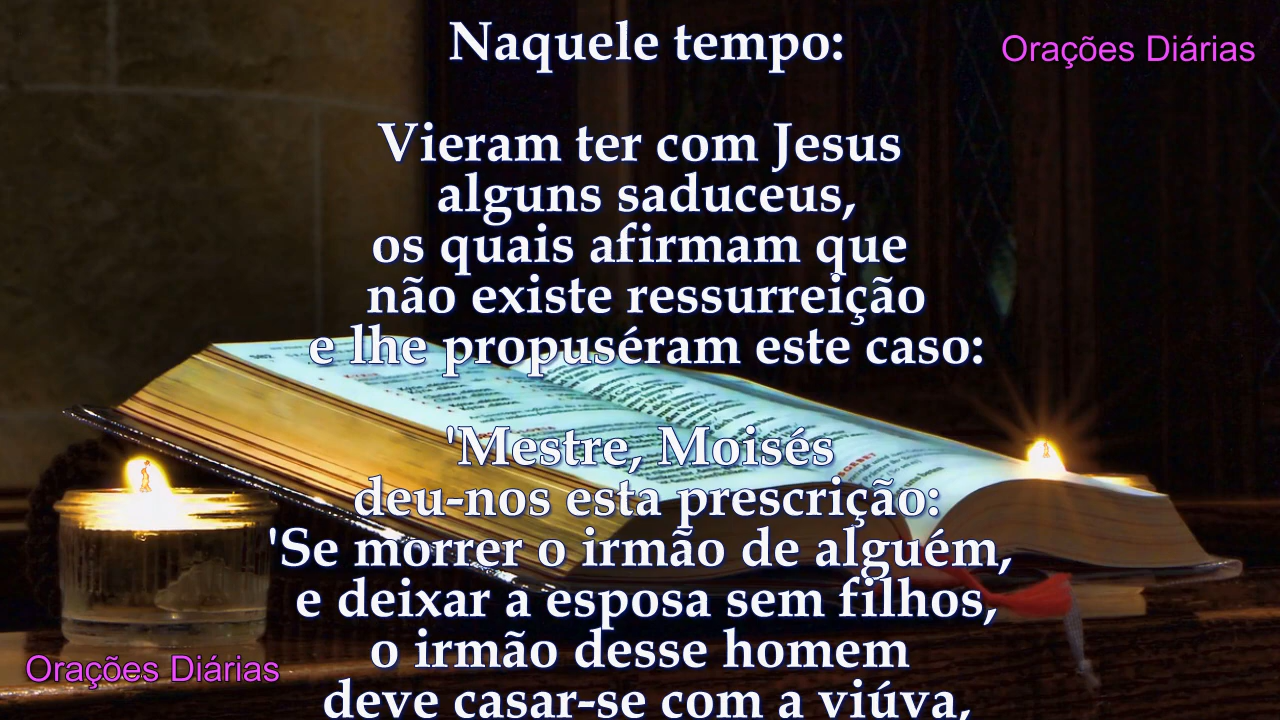 Naquele tempo:
Orações Diárias
Vieram ter com Jesus
alguns saduceus,
os quais afirmam que
não existe ressurreição
e lhe propuséram este caso:
'Mestre, Moisés
deu-nos esta prescrição:
'Se morrer o irmão de alguém,
e deixar a esposa sem filhos,
o irmão desse homem
Orações Diárias
deve casar-se com a viúva,